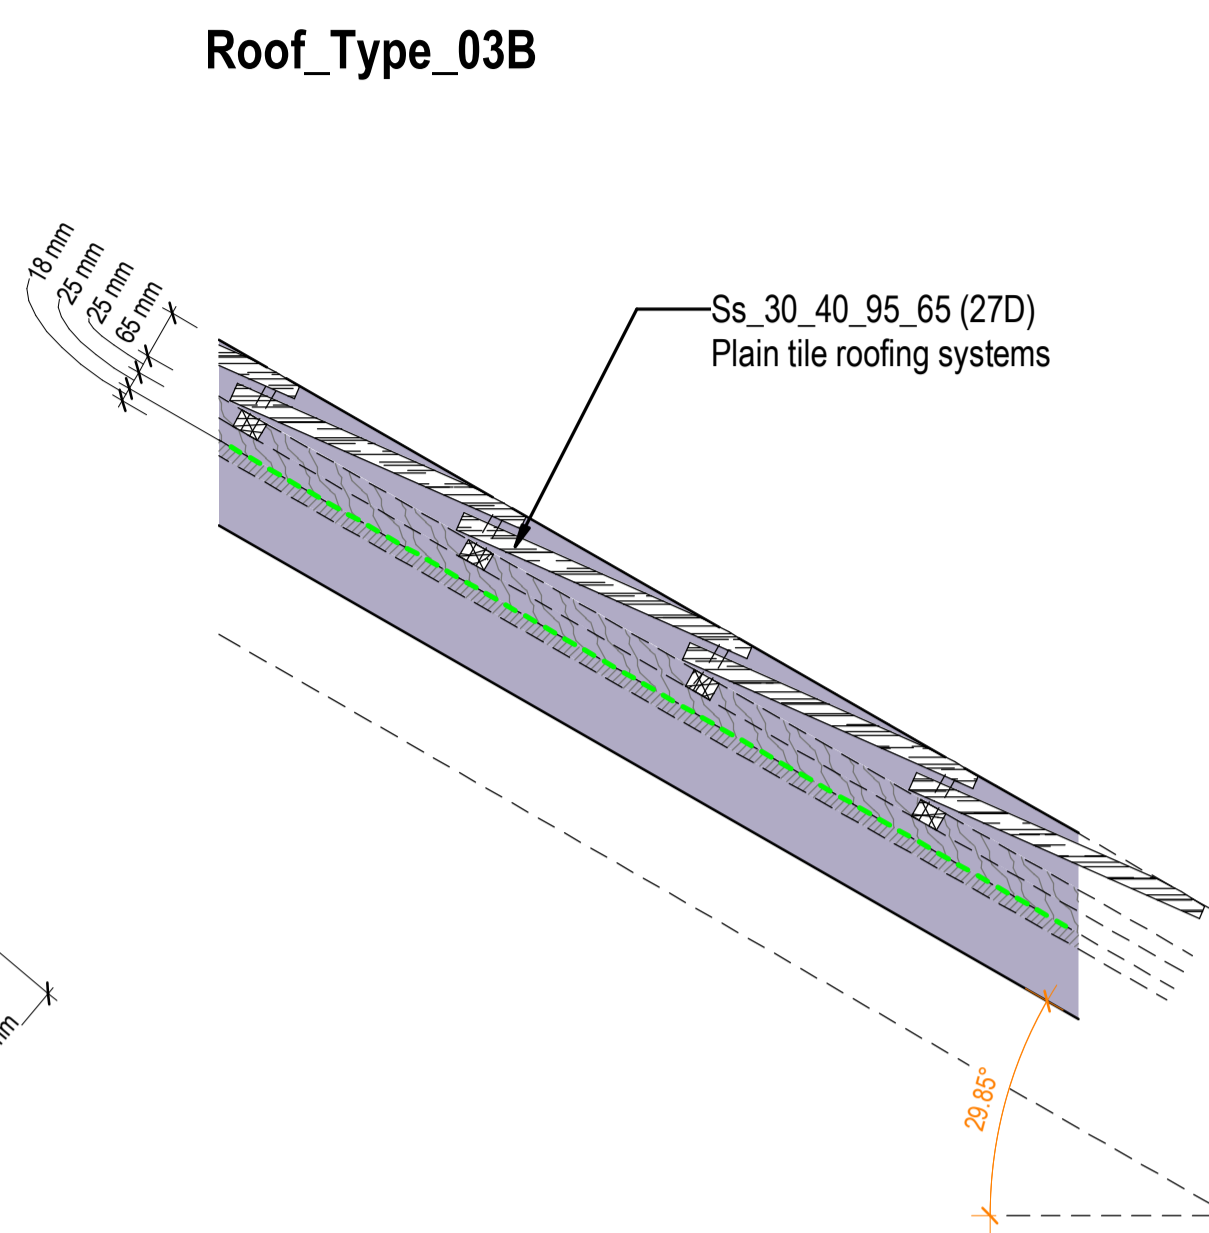 Roof_Type_03B
18 mm
25 mm
25 mm
65 mm
Ss_30_40_95_65 (27D)
Plain tile roofing systems
29.85°